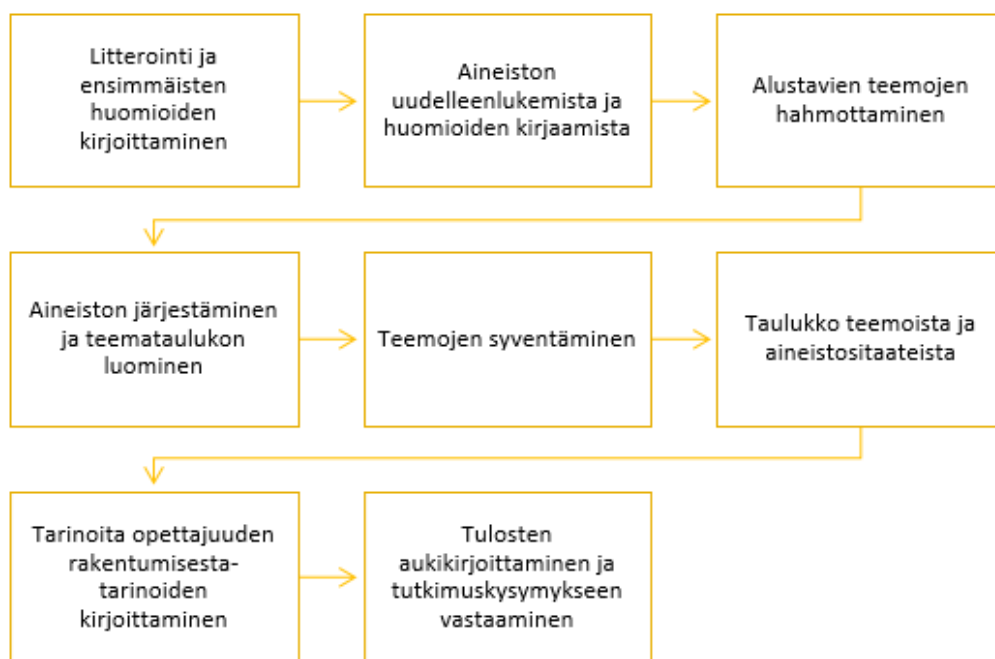 Litterointi ja
ensimmäisten
huomioiden
kirjoittaminen
Aineiston
uudelleenlukemista ja
huomioiden kirjaamista
Alustavien teemojen
hahmottaminen
Aineiston järjestäminen
ja teemataulukon
luominen
Teemojen syventäminen
Taulukko teemoista ja
aineistositaateista
Tarinoita opettajuuden
rakentumisesta-
tarinoiden
kirjoittaminen
Tulosten
aukikirjoittaminen ja
tutkimuskysymykseen
vastaaminen